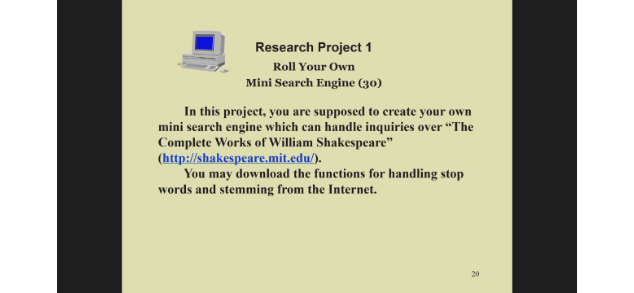 Research Project 1
Roll Your Own
Mini Search Engine (30)
In this project, you are supposed to create your own
mini search engine which can handle inquiries over “The
Complete Works of William Shakespeare”
(http://shakespeare.mit.edu/).
You may download the functions for handling stop
words and stemming from the Internet.
20